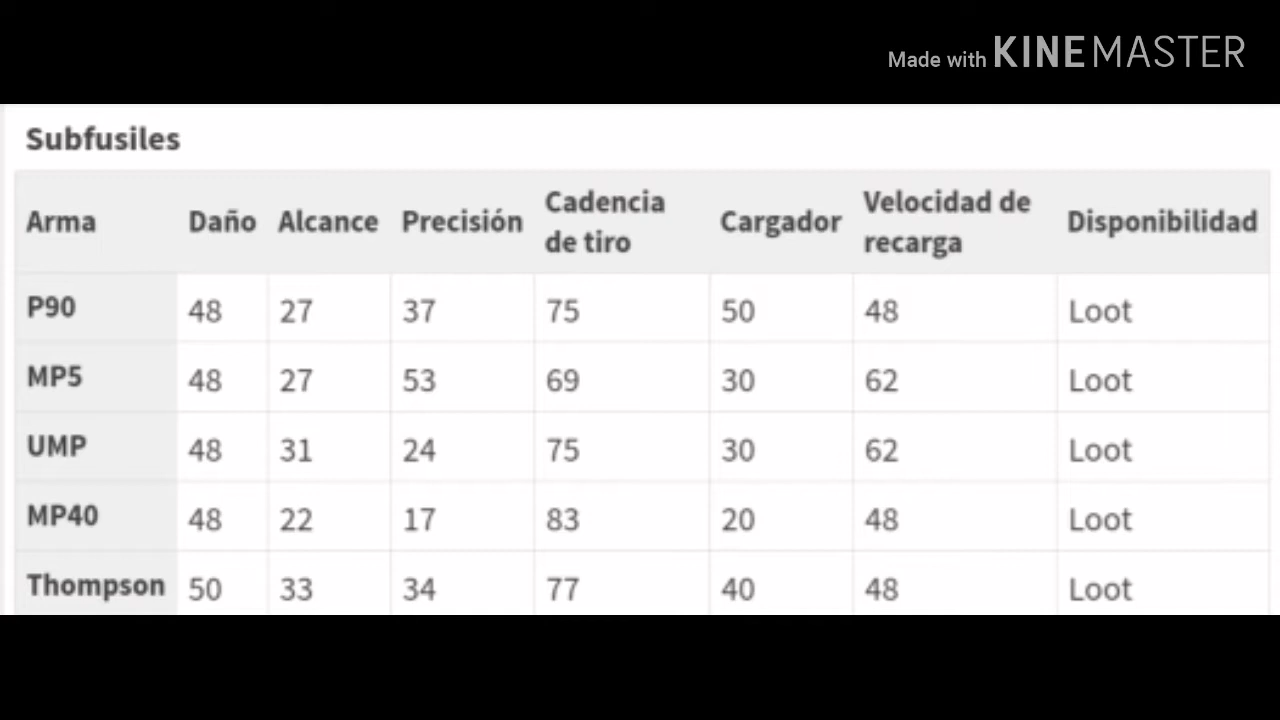 Made with KINEMASTER
Subfusiles
Arma Daño Alcance Precisión Cadencia de tiro Cargador Velocidad de recarga Disponibilidad
P90 48 27 37 75 50 48 Loot
MP5 48 27 53 69 30 62 Loot
UMP 48 31 24 75 30 62 Loot
MP40 48 22 17 83 20 48 Loot
Thompson 50 33 34 77 40 48 Loot